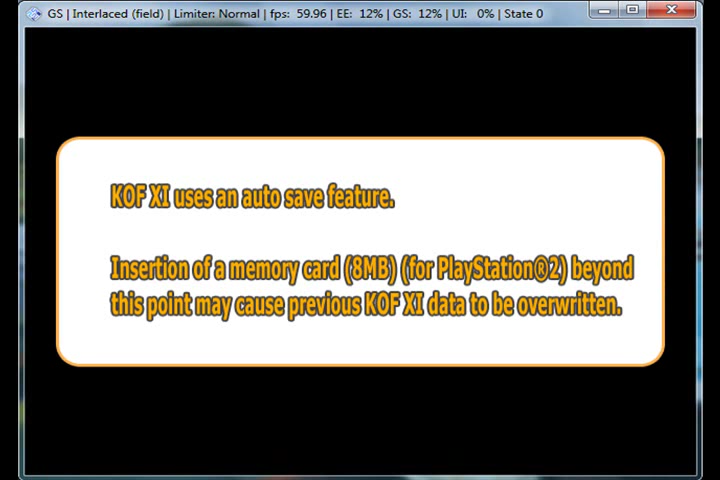 GS | Interlaced (field) | Limiter: Normal | fps: 59.96 | EE: 12% | GS: 12% | UI: 0% | State 0
KOF XI uses an auto save feature.
Insertion of a memory card (8MB) (for PlayStation®2) beyond
this point may cause previous KOF XI data to be overwritten.